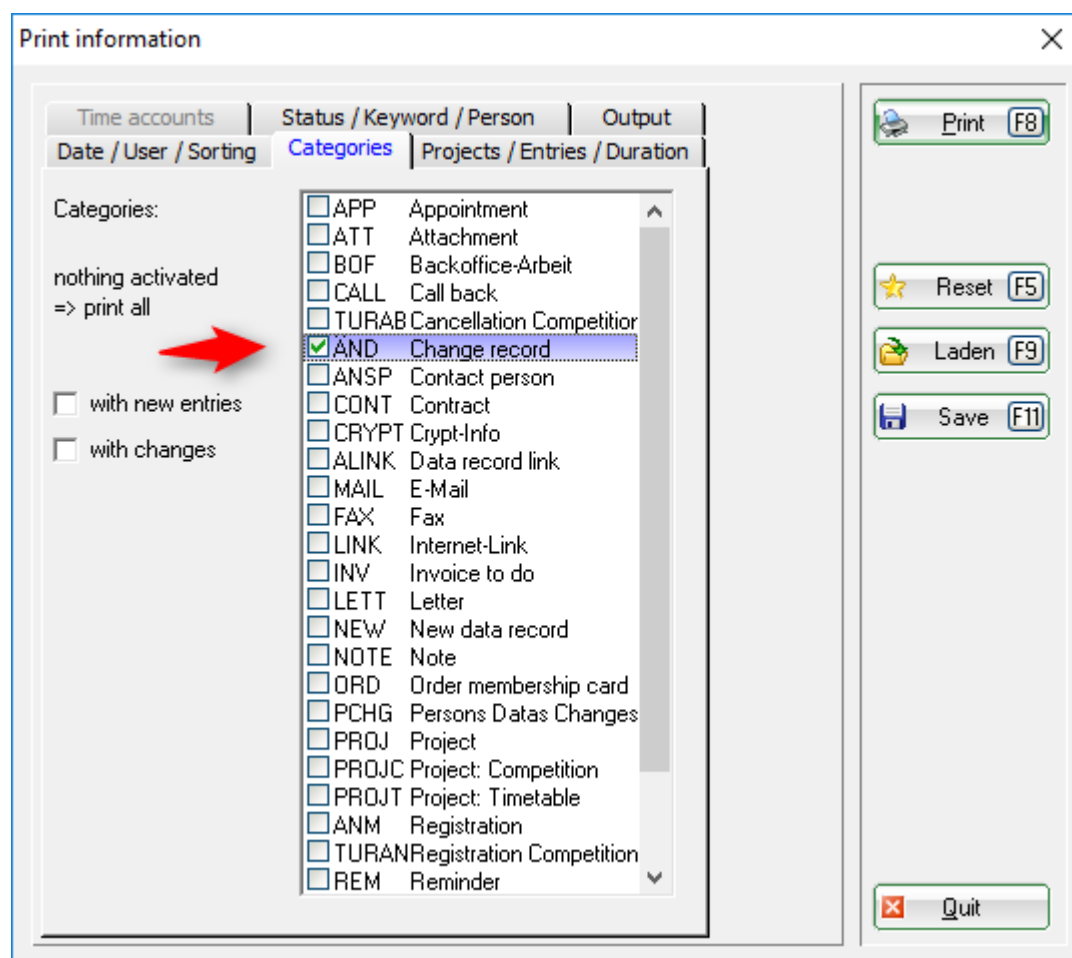 Print information
Time accounts Status / Keyword / Person Output
Date / User / Sorting Categories Projects / Entries / Duration
Categories:
nothing activated
=> print all
with new entries
with changes
APP Appointment
ATT Attachment
BOF Backoffice-Arbeit
CALL Call back
TURAB Cancellation Competition
AND Change record
ANSP Contact person
CONT Contract
CRYPT Crypt-Info
ALINK Data record link
MAIL E-Mail
FAX Fax
LINK Internet-Link
INV Invoice to do
LETT Letter
NEW New data record
NOTE Note
ORD Order membership card
PCHG Persons Datas Changes
PROJ Project
PROJC Project: Competition
PROJT Project: Timetable
ANM Registration
TURAN Registration Competition
REM Reminder
Print F8
Reset F5
Laden F9
Save F11
Quit